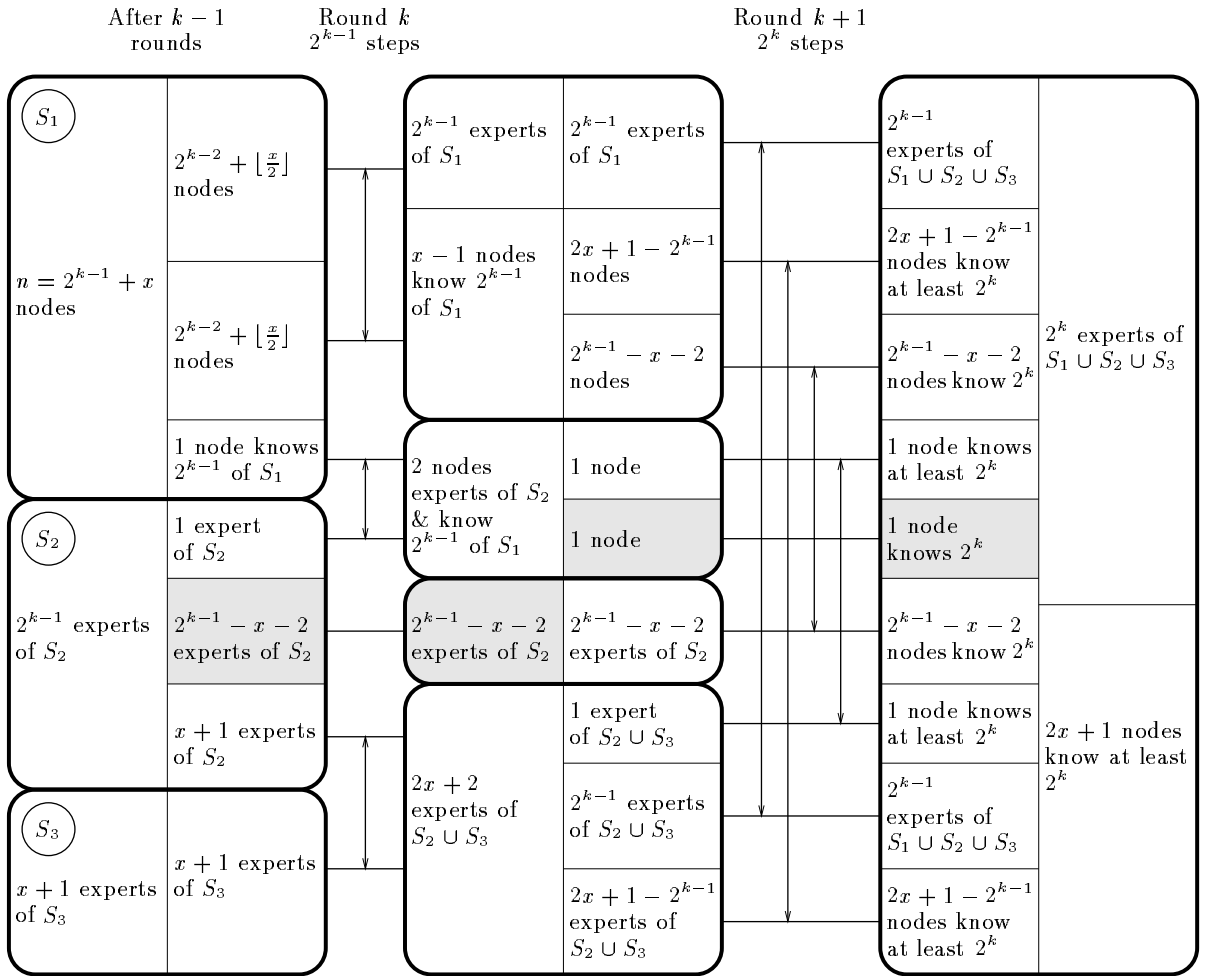 After k − 1
rounds
Round k
2^{k−1} steps
Round k + 1
2^k steps
S_1
n = 2^{k−1} + x
nodes
2^{k−2} + ⌊x/2⌋
nodes
2^{k−2} + ⌊x/2⌋
nodes
1 node knows
2^{k−1} of S_1
S_2
2^{k−1} experts
of S_2
1 expert
of S_2
2^{k−1} − x − 2
experts of S_2
x + 1 experts
of S_2
S_3
x + 1 experts
of S_3
x + 1 experts
of S_3
2^{k−1} experts
of S_1
x − 1 nodes
know 2^{k−1}
of S_1
2^{k−1} experts
of S_1
2x + 1 − 2^{k−1}
nodes
2^{k−1} − x − 2
nodes
2 nodes
experts of S_2
& know
2^{k−1} of S_1
1 node
1 node
2^{k−1} − x − 2
experts of S_2
2^{k−1} − x − 2
experts of S_2
2x + 2
experts of
S_2 ∪ S_3
1 expert
of S_2 ∪ S_3
2^{k−1} experts
of S_2 ∪ S_3
2x + 1 − 2^{k−1}
experts of
S_2 ∪ S_3
2^{k−1}
experts of
S_1 ∪ S_2 ∪ S_3
2x + 1 − 2^{k−1}
nodes know
at least 2^k
2^{k−1} − x − 2
nodes know 2^k
1 node knows
at least 2^k
1 node
knows 2^k
2^{k−1} − x − 2
nodes know 2^k
1 node knows
at least 2^k
2^{k−1}
experts of
S_1 ∪ S_2 ∪ S_3
2x + 1 − 2^{k−1}
nodes know
at least 2^k
2^k experts of
S_1 ∪ S_2 ∪ S_3
2x + 1 nodes
know at least
2^k